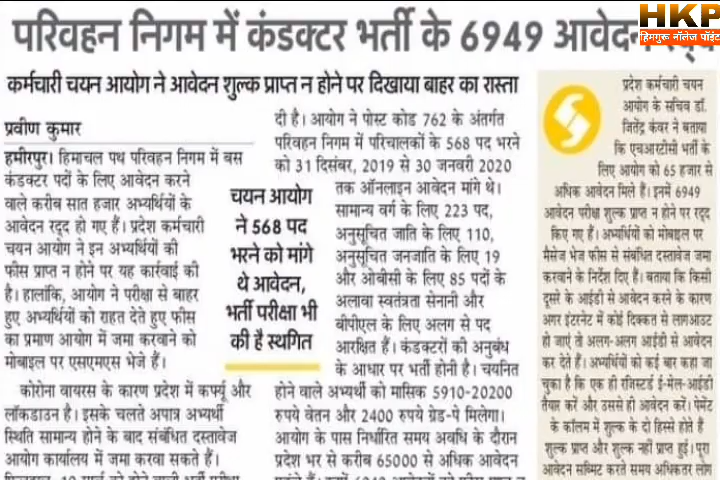 परिवहन निगम में कंडक्टर भर्ती के 6949 आवेदन
HKP
हिमगुरू नॉलेज पॉइंट
कर्मचारी चयन आयोग ने आवेदन शुल्क प्राप्त न होने पर दिखाया बाहर का रास्ता
प्रवीण कुमार
हमीरपुर। हिमाचल पथ परिवहन निगम में बस
कंडक्टर पदों के लिए आवेदन करने
वाले करीब सात हजार अभ्यर्थियों के
आवेदन रद्द हो गए हैं। प्रदेश कर्मचारी
चयन आयोग ने इन अभ्यर्थियों की
फीस प्राप्त न होने पर यह कार्रवाई की
है। हालांकि, आयोग ने परीक्षा से बाहर
हुए अभ्यर्थियों को राहत देते हुए फीस
का प्रमाण आयोग में जमा करवाने को
मोबाइल पर एसएमएस भेजे हैं।
कोरोना वायरस के कारण प्रदेश में कर्फ्यू और
लॉकडाउन है। इसके चलते अपात्र अभ्यर्थी
स्थिति सामान्य होने के बाद संबंधित दस्तावेज
आयोग कार्यालय में जमा करवा सकते हैं।
चयन आयोग
ने 568 पद
भरने को मांगे
थे आवेदन,
भर्ती परीक्षा भी
की है स्थगित
दी है। आयोग ने पोस्ट कोड 762 के अंतर्गत
परिवहन निगम में परिचालकों के 568 पद भरने
को 31 दिसंबर, 2019 से 30 जनवरी 2020
तक ऑनलाइन आवेदन मांगे थे।
सामान्य वर्ग के लिए 223 पद,
अनुसूचित जाति के लिए 110,
अनुसूचित जनजाति के लिए 19
और ओबीसी के लिए 85 पदों के
अलावा स्वतंत्रता सेनानी और
बीपीएल के लिए अलग से पद
आरक्षित हैं। कंडक्टरों की अनुबंध
के आधार पर भर्ती होनी है। चयनित
होने वाले अभ्यर्थी को मासिक 5910-20200
रुपये वेतन और 2400 रुपये ग्रेड-पे मिलेगा।
आयोग के पास निर्धारित समय अवधि के दौरान
प्रदेश भर से करीब 65000 से अधिक आवेदन
प्रदेश कर्मचारी चयन
आयोग के सचिव डॉ.
जितेंद्र कंवर ने बताया
कि एचआरटीसी भर्ती के
लिए आयोग को 65 हजार से
अधिक आवेदन मिले हैं। इनमें 6949
आवेदन परीक्षा शुल्क प्राप्त न होने पर रद्द
किए गए हैं। अभ्यर्थियों को मोबाइल पर
मैसेज भेज फीस से संबंधित दस्तावेज जमा
करवाने के निर्देश दिए हैं। बताया कि किसी
दूसरे के आईडी से आवेदन करने के कारण
अगर इंटरनेट में कोई दिक्कत से लागआउट
हो जाएं तो अलग-अलग आईडी से आवेदन
कर देते हैं। अभ्यर्थियों को कई बार कहा जा
चुका है कि एक ही रजिस्टर्ड ई-मेल-आईडी
तैयार करें और उससे ही आवेदन करें। पेमेंट
के कॉलम में शुल्क के दो हिस्से होते हैं
शुल्क प्राप्त और शुल्क नहीं प्राप्त हुई। पूरा
आवेदन सबमिट करते समय अधिकतर लोग